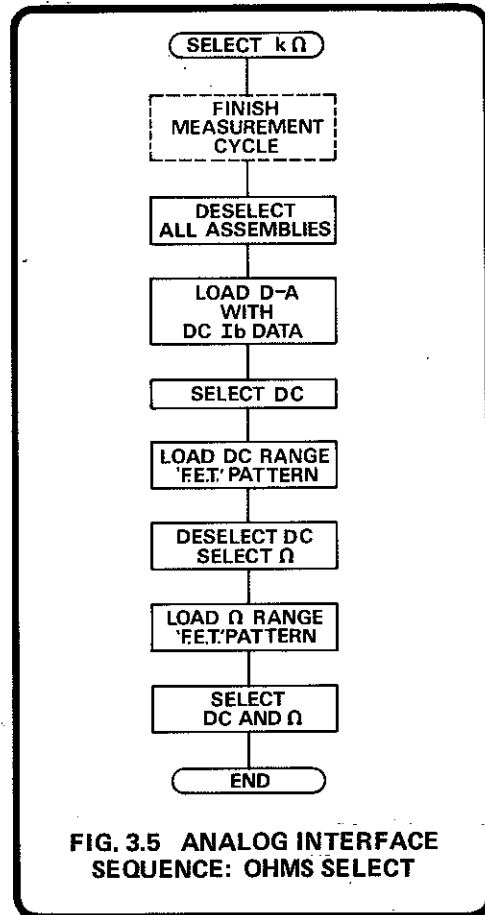 SELECT k Ω
FINISH
MEASUREMENT
CYCLE
DESELECT
ALL ASSEMBLIES
LOAD D-A
WITH
DC Ib DATA
SELECT DC
LOAD DC RANGE
'F.E.T.' PATTERN
DESELECT DC
SELECT Ω
LOAD Ω RANGE
'F.E.T.' PATTERN
SELECT
DC AND Ω
END
FIG. 3.5 ANALOG INTERFACE
SEQUENCE: OHMS SELECT